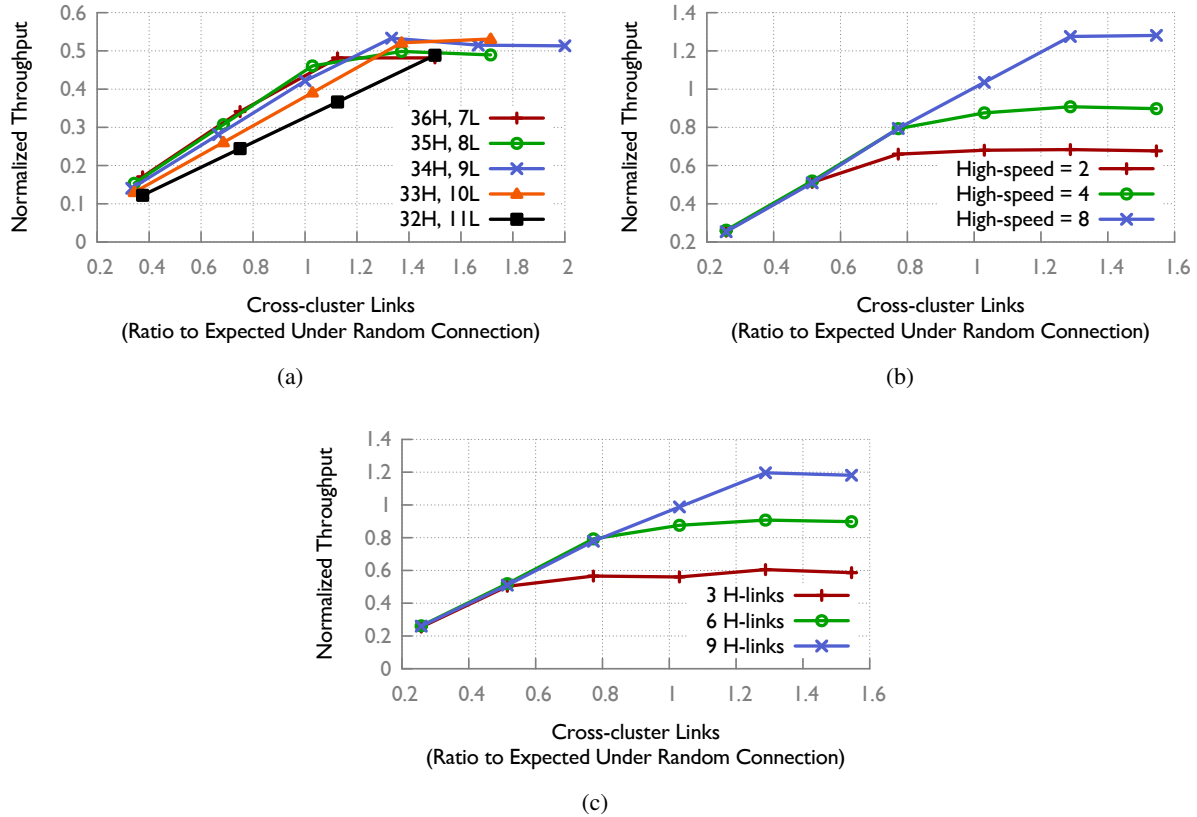 Normalized Throughput
0.6
0.5
0.4
0.3
0.2
0.1
0
0.2 0.4 0.6 0.8 1 1.2 1.4 1.6 1.8 2
36H, 7L
35H, 8L
34H, 9L
33H, 10L
32H, 11L
Cross-cluster Links
(Ratio to Expected Under Random Connection)
(a)
Normalized Throughput
1.4
1.2
1
0.8
0.6
0.4
0.2
0.2 0.4 0.6 0.8 1 1.2 1.4 1.6
High-speed = 2
High-speed = 4
High-speed = 8
Cross-cluster Links
(Ratio to Expected Under Random Connection)
(b)
Normalized Throughput
1.4
1.2
1
0.8
0.6
0.4
0.2
0
0.2 0.4 0.6 0.8 1 1.2 1.4 1.6
3 H-links
6 H-links
9 H-links
Cross-cluster Links
(Ratio to Expected Under Random Connection)
(c)